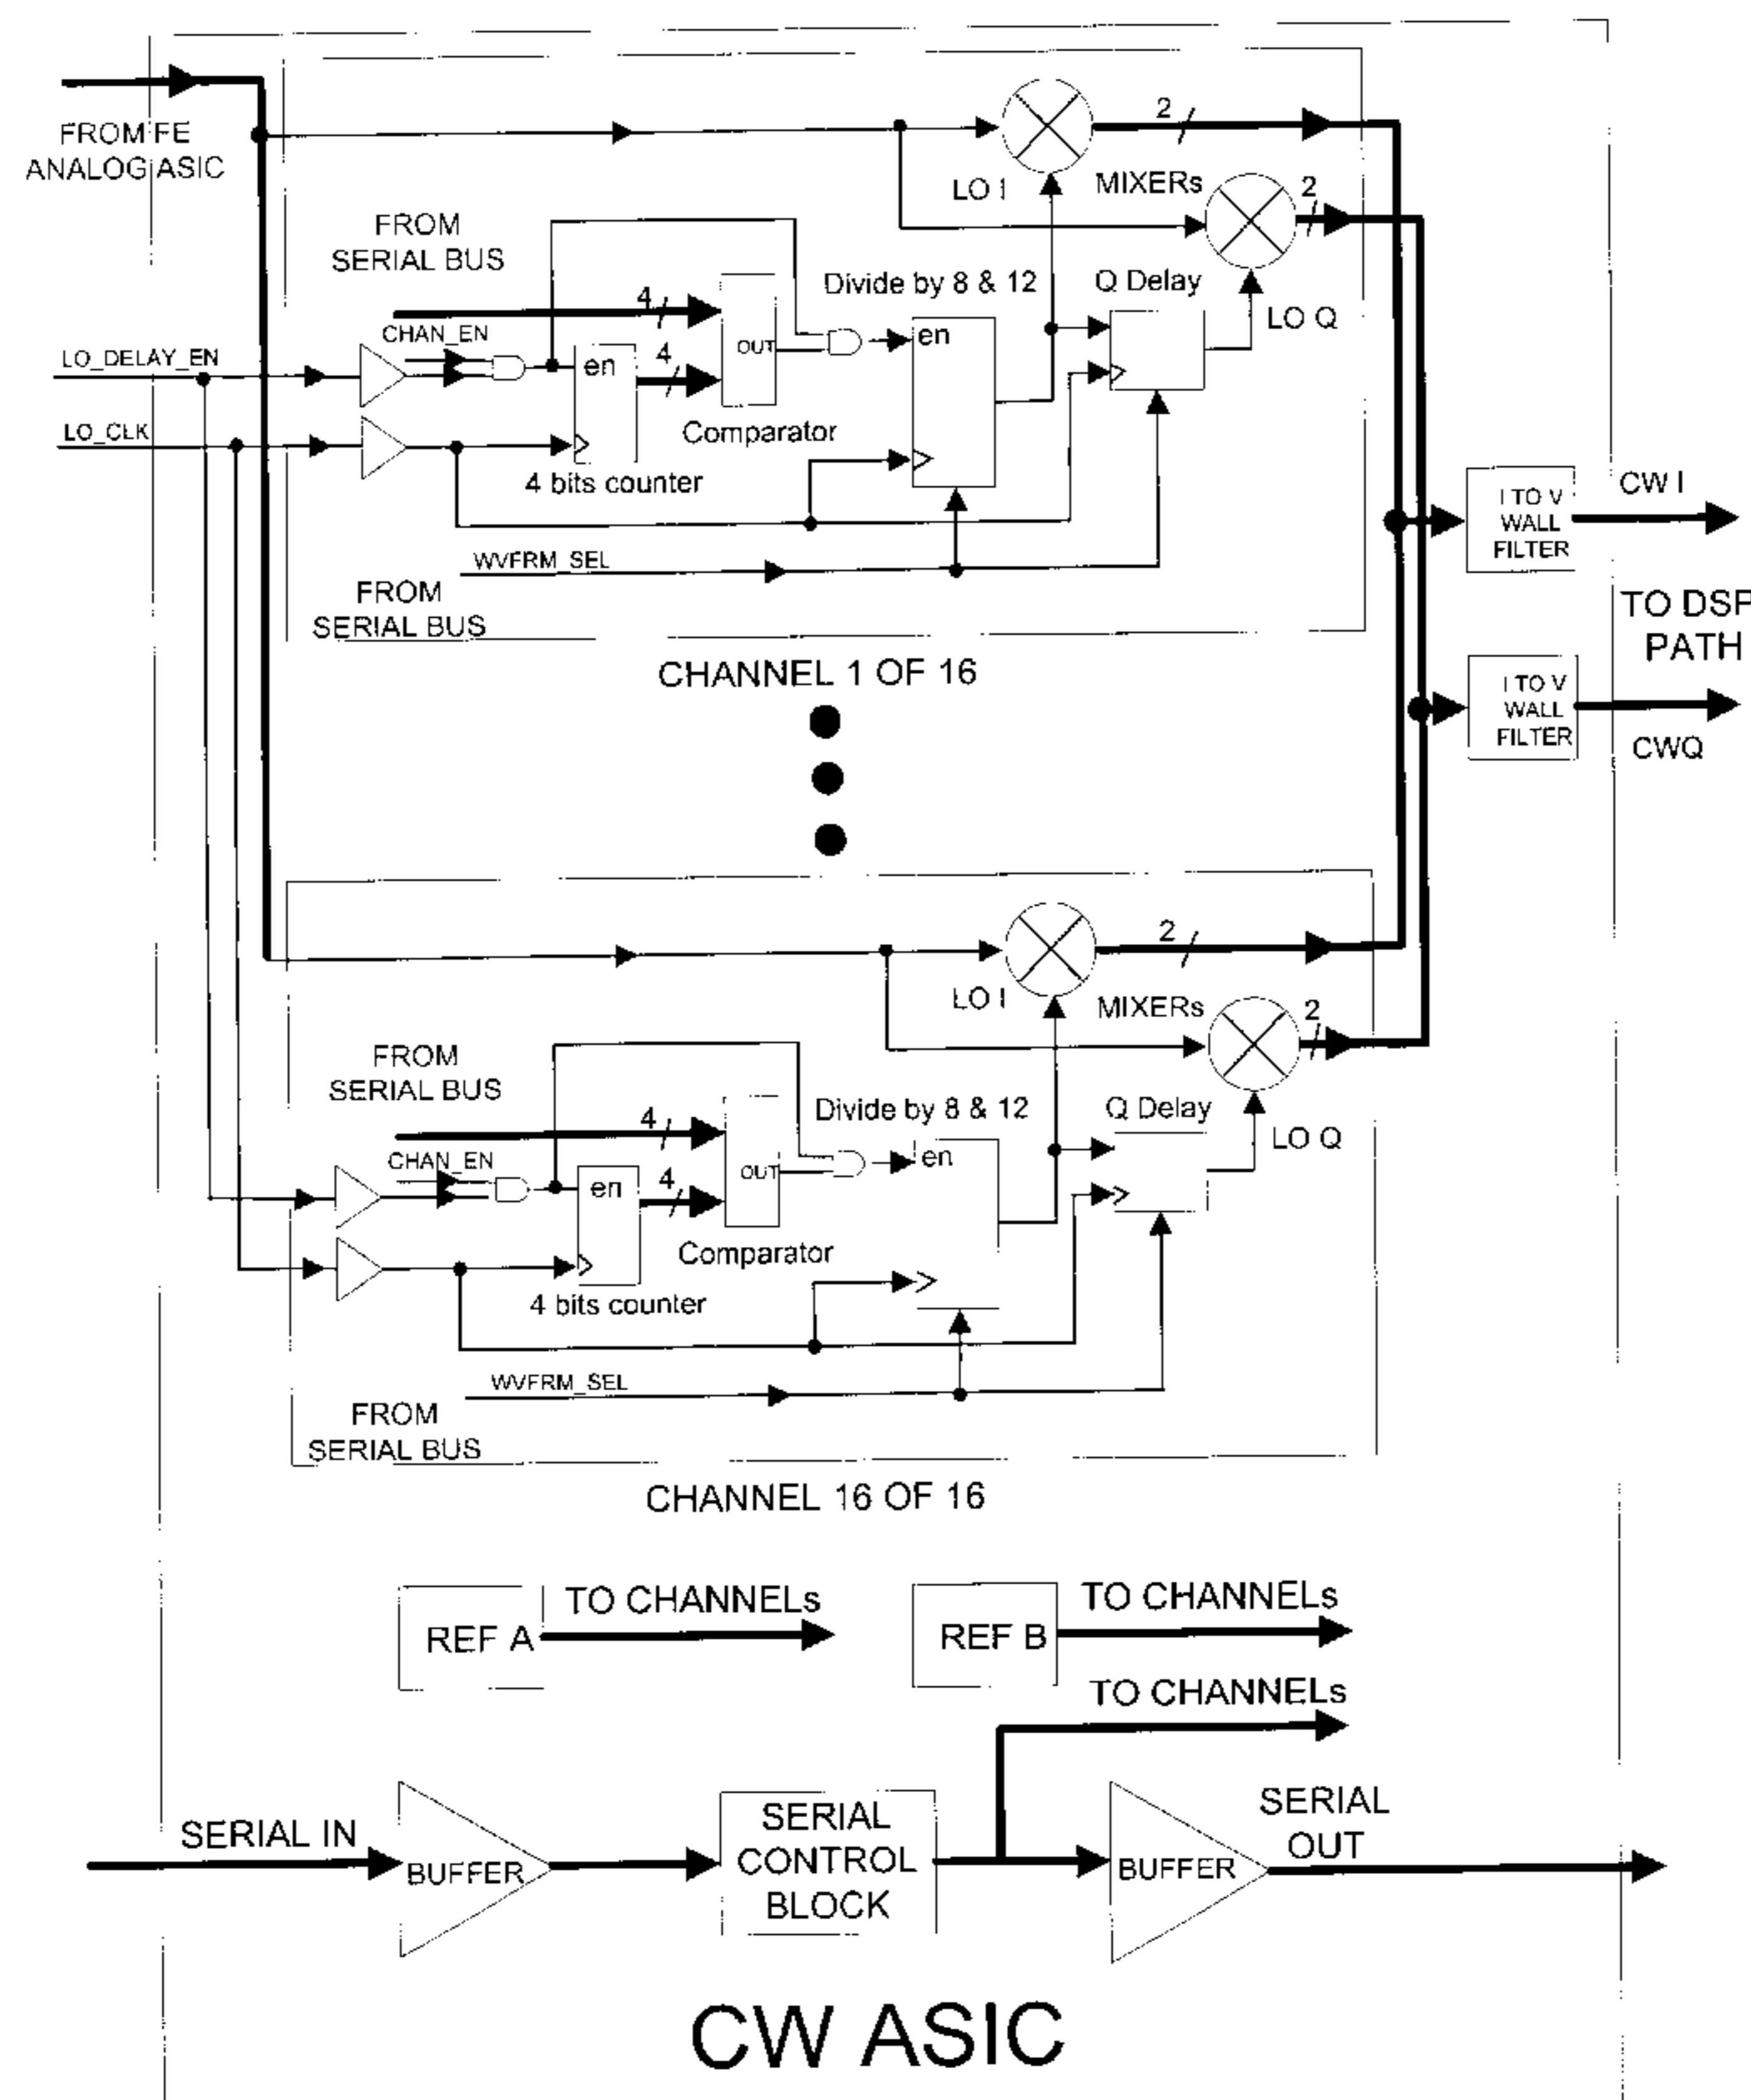 FROM FE
ANALOG ASIC
LO I
2
MIXERs
2
FROM
SERIAL BUS
4
Divide by 8 & 12
Q Delay
LO Q
CHAN_EN
LO_DELAY_EN
en
4
OUT
en
LO_CLK
Comparator
4 bits counter
WVFRM_SEL
FROM
SERIAL BUS
I TO V
WALL
FILTER
CW I
TO DSP
PATH
I TO V
WALL
FILTER
CWQ
CHANNEL 1 OF 16
LO I
2
MIXERs
2
FROM
SERIAL BUS
4
Divide by 8 & 12
Q Delay
LO Q
CHAN_EN
en
4
OUT
en
Comparator
4 bits counter
WVFRM_SEL
FROM
SERIAL BUS
CHANNEL 16 OF 16
REF A
TO CHANNELs
REF B
TO CHANNELs
TO CHANNELs
SERIAL IN
BUFFER
SERIAL
CONTROL
BLOCK
BUFFER
SERIAL
OUT
CW ASIC